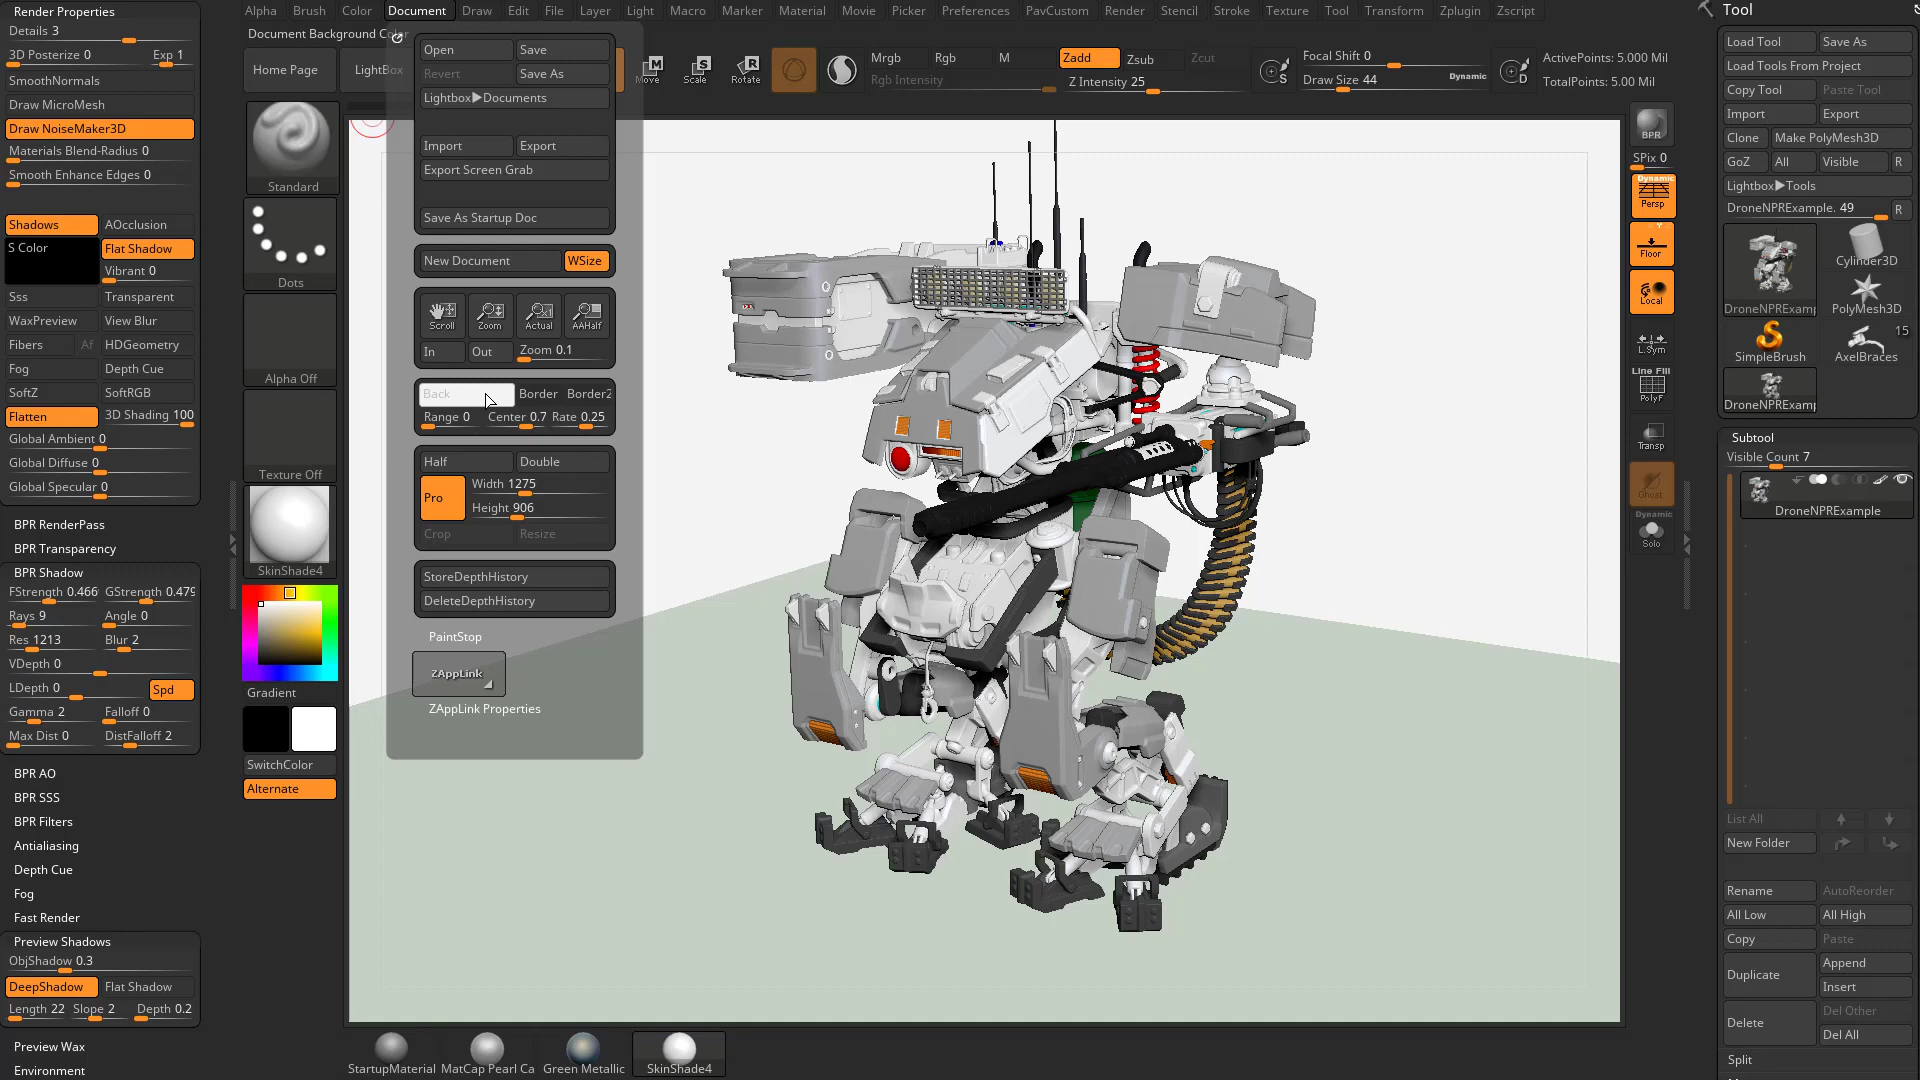 Render Properties
Details 3
3D Posterize 0
Exp 1
SmoothNormals
Draw MicroMesh
Draw NoiseMaker3D
Materials Blend-Radius 0
Smooth Enhance Edges 0
Shadows
AOcclusion
S Color
Flat Shadow
Vibrant 0
Sss
Transparent
WaxPreview
View Blur
Fibers
Af
HDGeometry
Fog
Depth Cue
SoftZ
SoftRGB
Flatten
3D Shading 100
Global Ambient 0
Global Diffuse 0
Global Specular 0
BPR RenderPass
BPR Transparency
BPR Shadow
FStrength 0.466
GStrength 0.479
Rays 9
Angle 0
Res 1213
Blur 2
VDepth 0
LDepth 0
Spd
Gamma 2
Falloff 0
Max Dist 0
DistFalloff 2
BPR AO
BPR SSS
BPR Filters
Antialiasing
Depth Cue
Fog
Fast Render
Preview Shadows
ObjShadow 0.3
DeepShadow
Flat Shadow
Length 22
Slope 2
Depth 0.2
Preview Wax
Environment
Alpha
Brush
Color
Document
Draw
Edit
File
Layer
Light
Macro
Marker
Material
Movie
Picker
Preferences
PavCustom
Render
Stencil
Stroke
Texture
Tool
Transform
Zplugin
Zscript
Document Background Color
Home Page
LightBox
Move
Scale
Rotate
Mrgb
Rgb
M
Rgb Intensity
Zadd
Zsub
Zcut
Z Intensity 25
Focal Shift 0
Draw Size 44
Dynamic
ActivePoints: 5.000 Mil
TotalPoints: 5.00 Mil
Standard
Dots
Alpha Off
Texture Off
SkinShade4
Gradient
SwitchColor
Alternate
Open
Save
Revert
Save As
Lightbox▶Documents
Import
Export
Export Screen Grab
Save As Startup Doc
New Document
WSize
Scroll
Zoom
Actual
AAHalf
In
Out
Zoom 0.1
Back
Border
Border2
Range 0
Center 0.7
Rate 0.25
Half
Double
Pro
Width 1275
Height 906
Crop
Resize
StoreDepthHistory
DeleteDepthHistory
PaintStop
ZAppLink
ZAppLink Properties
StartupMaterial
MatCap Pearl Ca
Green Metallic
SkinShade4
BPR
SPix 0
Dynamic
Persp
Floor
Local
L.Sym
Line Fill
PolyF
Transp
Ghost
Dynamic
Solo
Tool
Load Tool
Save As
Load Tools From Project
Copy Tool
Paste Tool
Import
Export
Clone
Make PolyMesh3D
GoZ
All
Visible
R
Lightbox▶Tools
DroneNPRExample. 49
R
DroneNPRExamp
Cylinder3D
PolyMesh3D
SimpleBrush
15
AxelBraces
DroneNPRExamp
Subtool
Visible Count 7
DroneNPRExample
List All
New Folder
Rename
AutoReorder
All Low
All High
Copy
Paste
Duplicate
Append
Insert
Delete
Del Other
Del All
Split